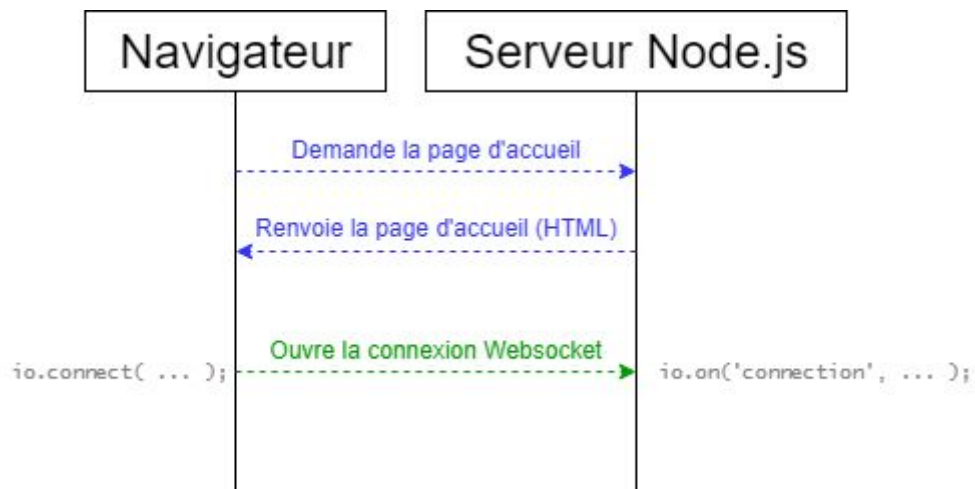 Navigateur
Serveur Node.js
Demande la page d'accueil
Renvoie la page d'accueil (HTML)
Ouvre la connexion Websocket
io.connect( ... );
io.on('connection', ... );